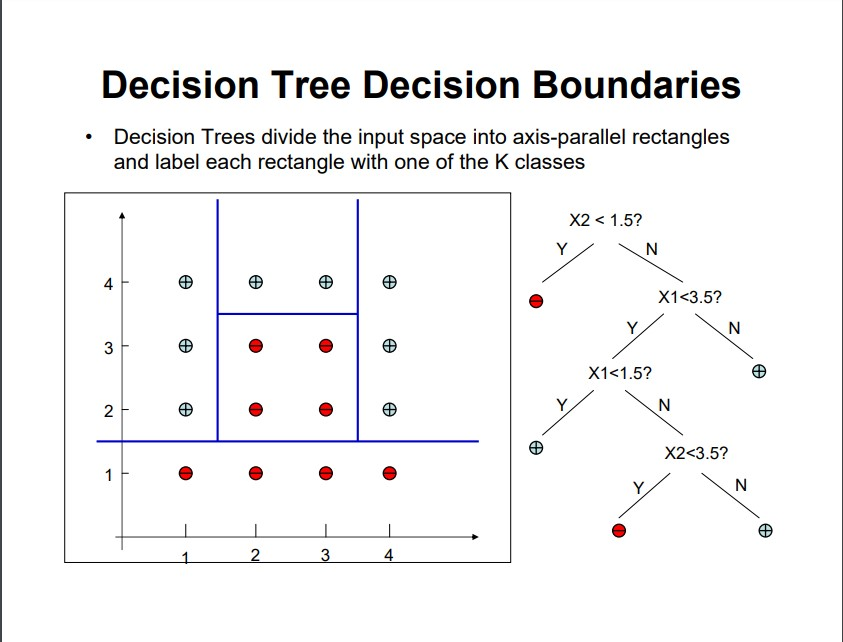 Decision Tree Decision Boundaries
• Decision Trees divide the input space into axis-parallel rectangles
and label each rectangle with one of the K classes
4
3
2
1
1 2 3 4
X2 < 1.5?
Y N
X1<3.5?
Y N
X1<1.5?
Y N
X2<3.5?
Y N